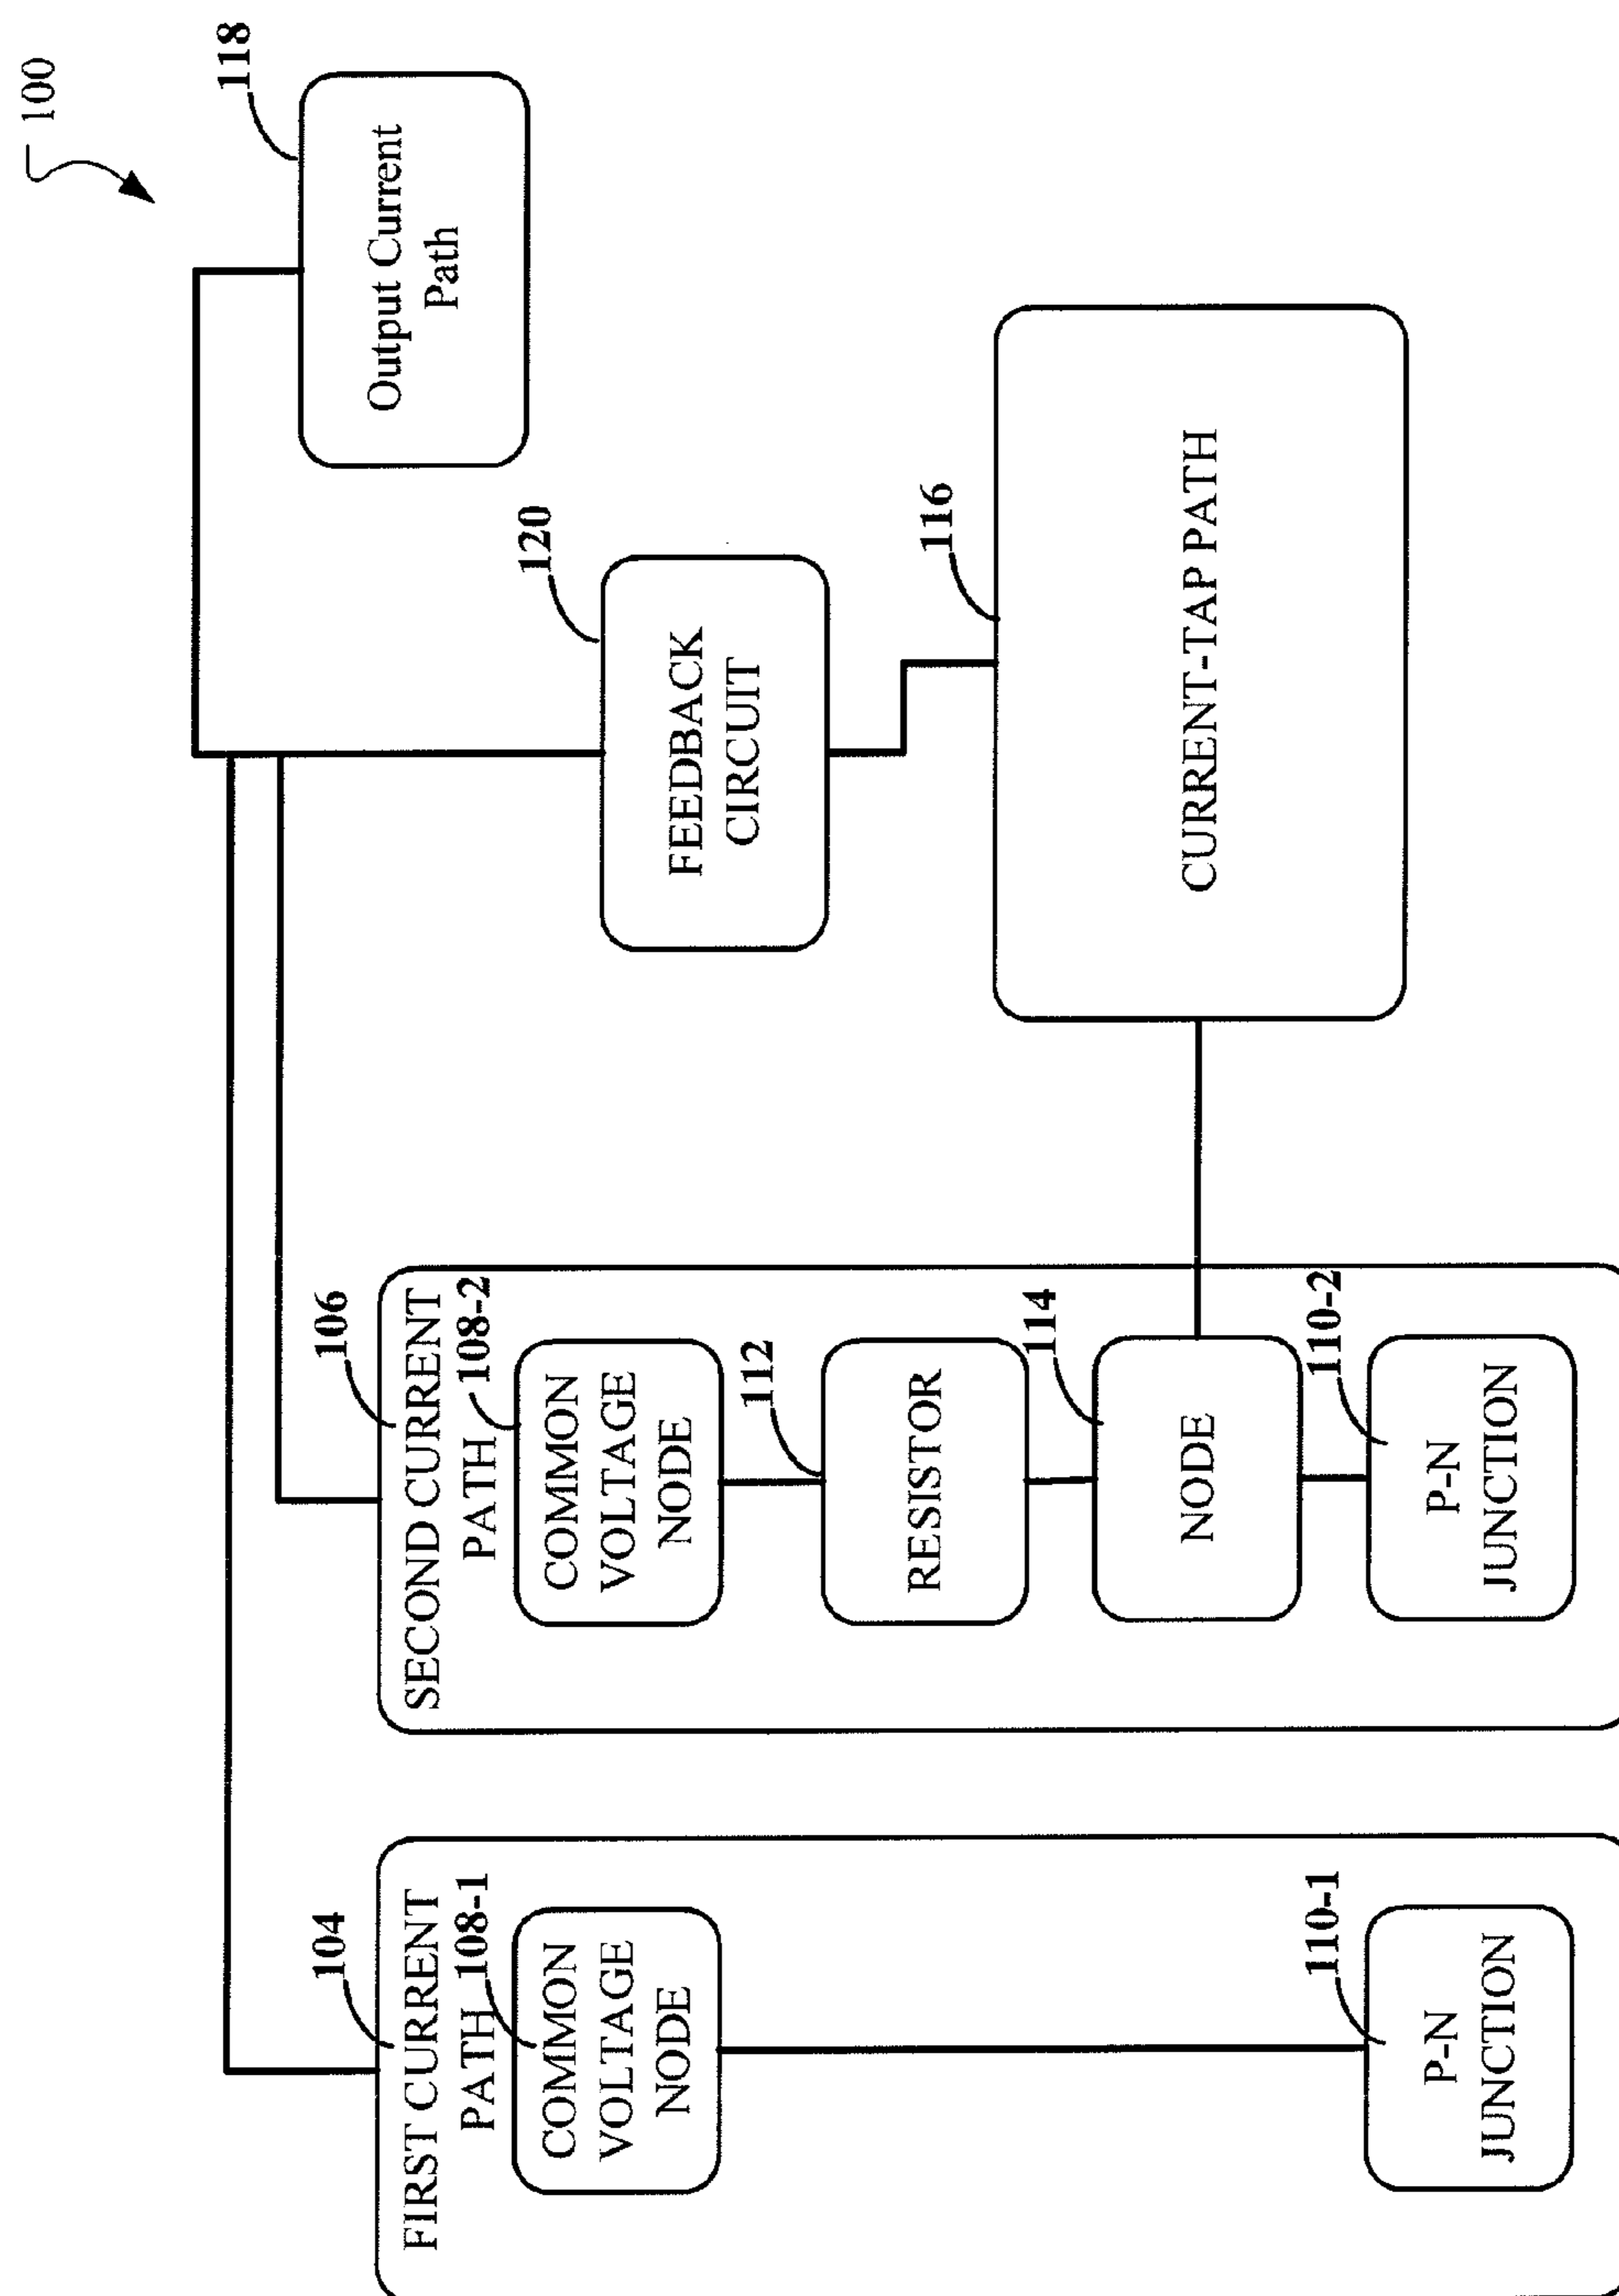 100
118
Output Current
Path
120
FEEDBACK
CIRCUIT
116
CURRENT-TAP PATH
106
SECOND CURRENT
PATH
108-2
COMMON
VOLTAGE
NODE
112
RESISTOR
114
NODE
110-2
P-N
JUNCTION
104
FIRST CURRENT
PATH
108-1
COMMON
VOLTAGE
NODE
110-1
P-N
JUNCTION